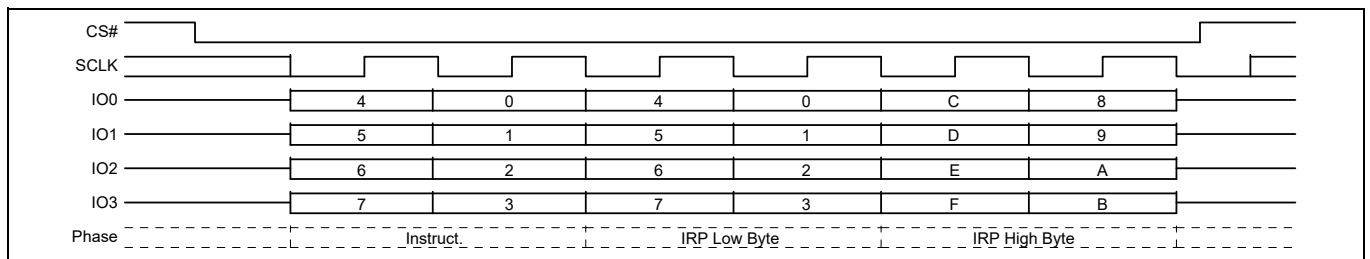 CS#
SCLK
IO0 4 0 4 0 C 8
IO1 5 1 5 1 D 9
IO2 6 2 6 2 E A
IO3 7 3 7 3 F B
Phase Instruct. IRP Low Byte IRP High Byte